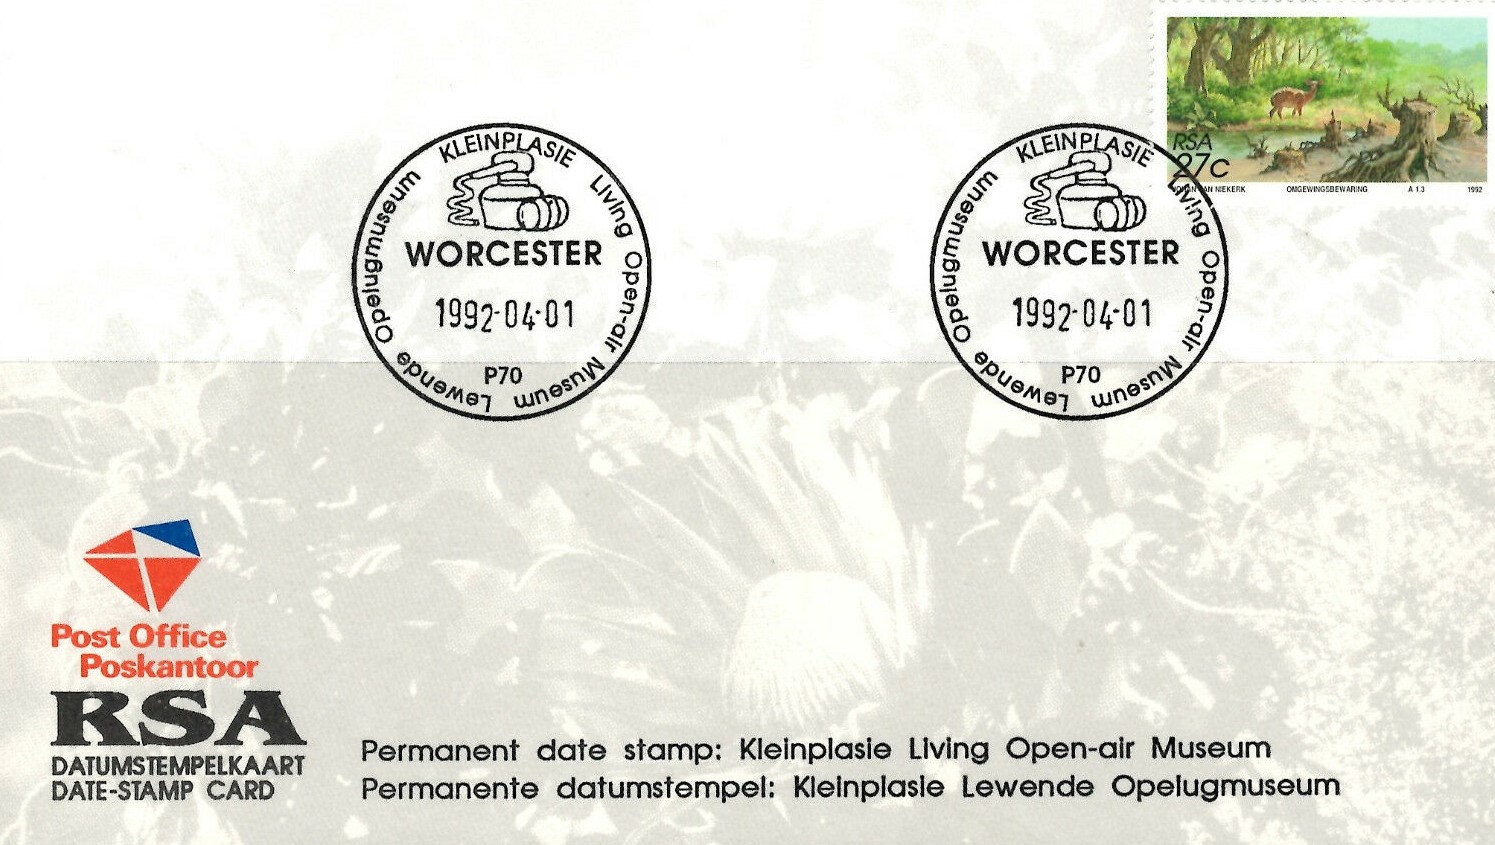 KLEINPLASIE
Living Open-air Museum
Lewende Opelugmuseum
WORCESTER
1992-04-01
P70
KLEINPLASIE
Living Open-air Museum
Lewende Opelugmuseum
WORCESTER
1992-04-01
P70
RSA
27c
JOHAN VAN NIEKERK OMGEWINGSBEWARING A 1.3 1992
Post Office
Poskantoor
RSA
DATUMSTEMPELKAART
DATE-STAMP CARD
Permanent date stamp: Kleinplasie Living Open-air Museum
Permanente datumstempel: Kleinplasie Lewende Opelugmuseum